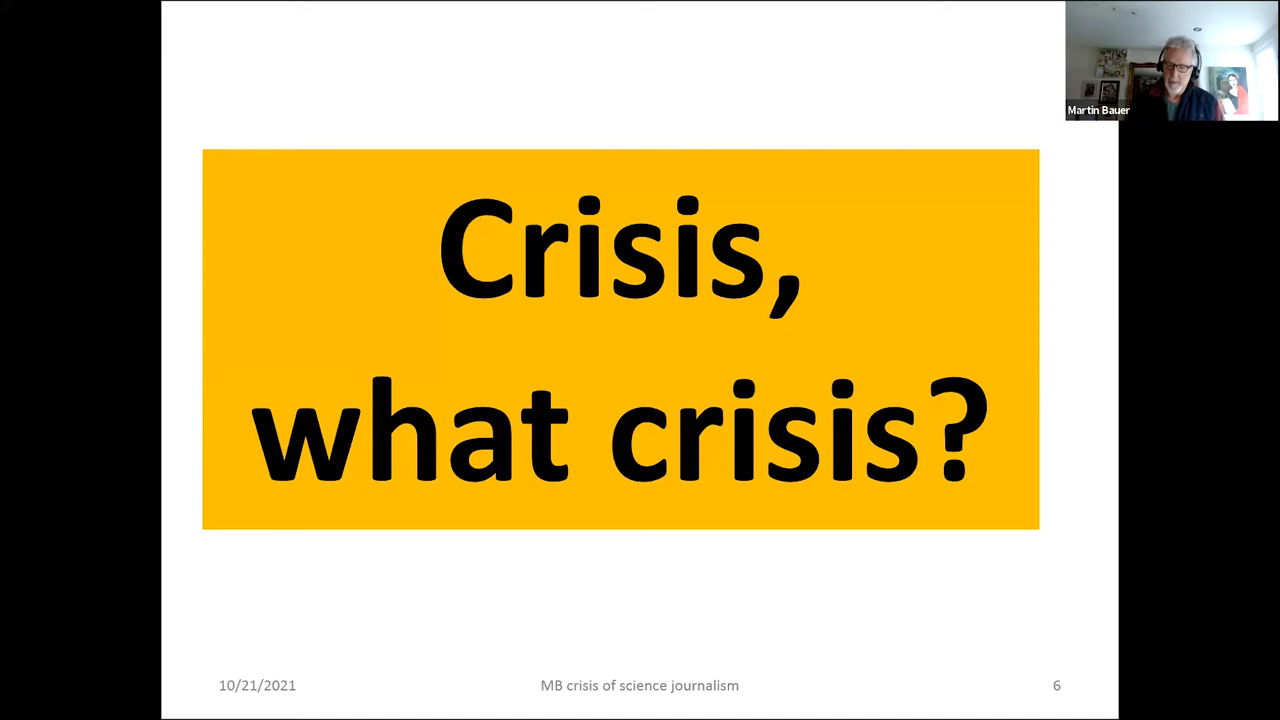 Martin Bauer
Crisis,
what crisis?
10/21/2021
MB crisis of science journalism
6